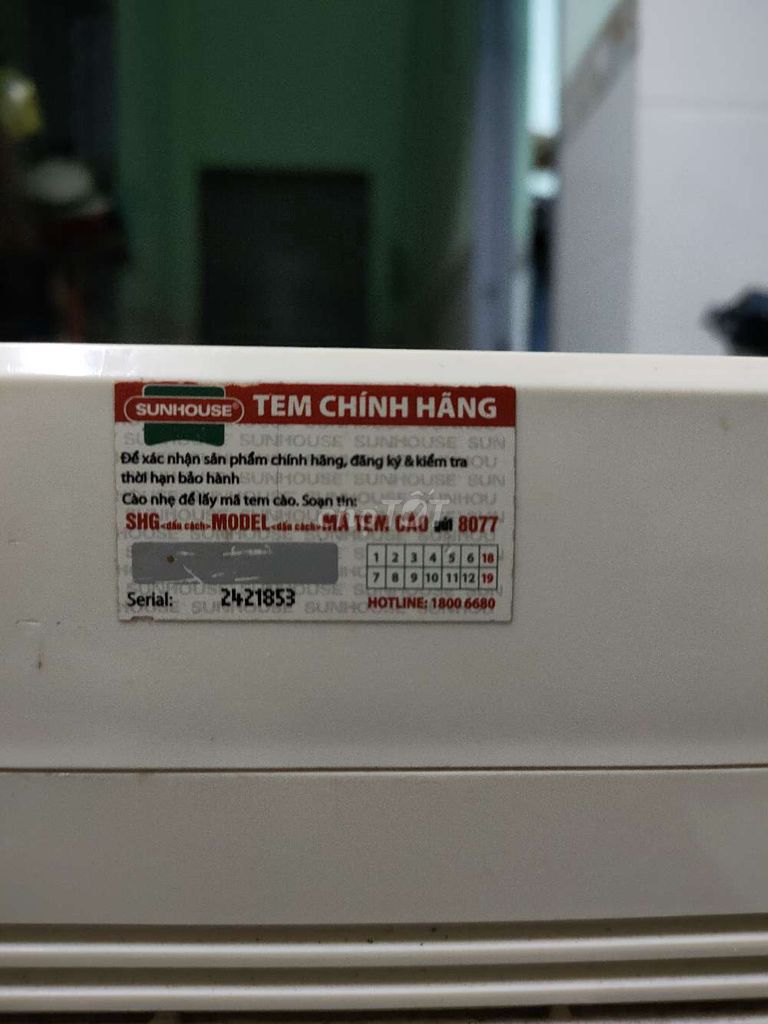 SUNHOUSE® TEM CHÍNH HÃNG
Để xác nhận sản phẩm chính hãng, đăng ký & kiểm tra
thời hạn bảo hành
Cào nhẹ để lấy mã tem cào. Soạn tin:
SHG<dấu cách>MODEL<dấu cách>MÃ TEM CÀO gửi 8077
1 2 3 4 5 6 18
7 8 9 10 11 12 19
Serial: 2421853
HOTLINE: 1800 6680
CHỢ TỐT